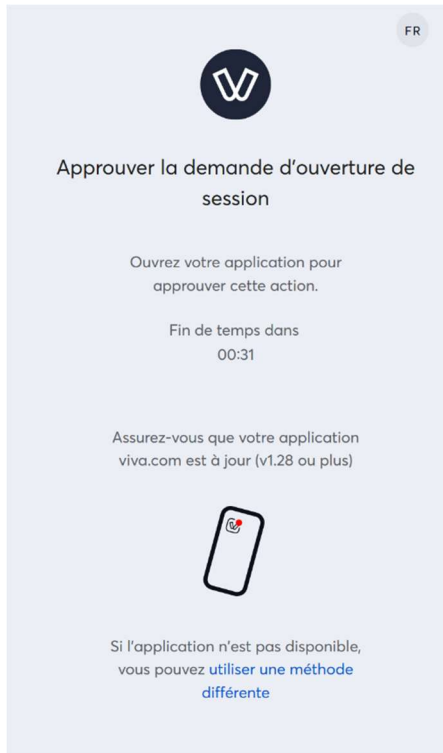 FR
Approuver la demande d'ouverture de
session
Ouvrez votre application pour
approuver cette action.
Fin de temps dans
00:31
Assurez-vous que votre application
viva.com est à jour (v1.28 ou plus)
Si l'application n'est pas disponible,
vous pouvez utiliser une méthode
différente